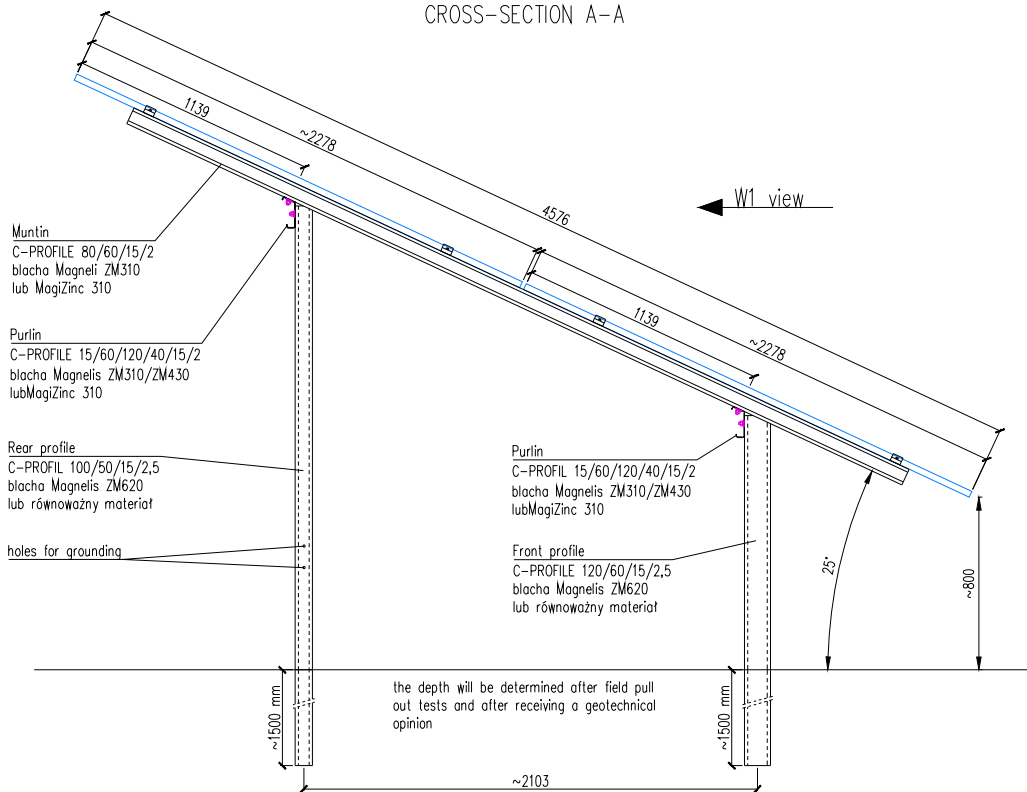 CROSS-SECTION A-A
1139
~2278
4576
W1 view
1139
~2278
Muntin
C-PROFILE 80/60/15/2
blacha Magneli ZM310
lub MagiZinc 310
Purlin
C-PROFILE 15/60/120/40/15/2
blacha Magnelis ZM310/ZM430
lubMagiZinc 310
Rear profile
C-PROFIL 100/50/15/2,5
blacha Magnelis ZM620
lub równoważny materiał
holes for grounding
Purlin
C-PROFIL 15/60/120/40/15/2
blacha Magnelis ZM310/ZM430
lubMagiZinc 310
Front profile
C-PROFILE 120/60/15/2,5
blacha Magnelis ZM620
lub równoważny materiał
25°
~800
~1500 mm
the depth will be determined after field pull
out tests and after receiving a geotechnical
opinion
~1500 mm
~2103